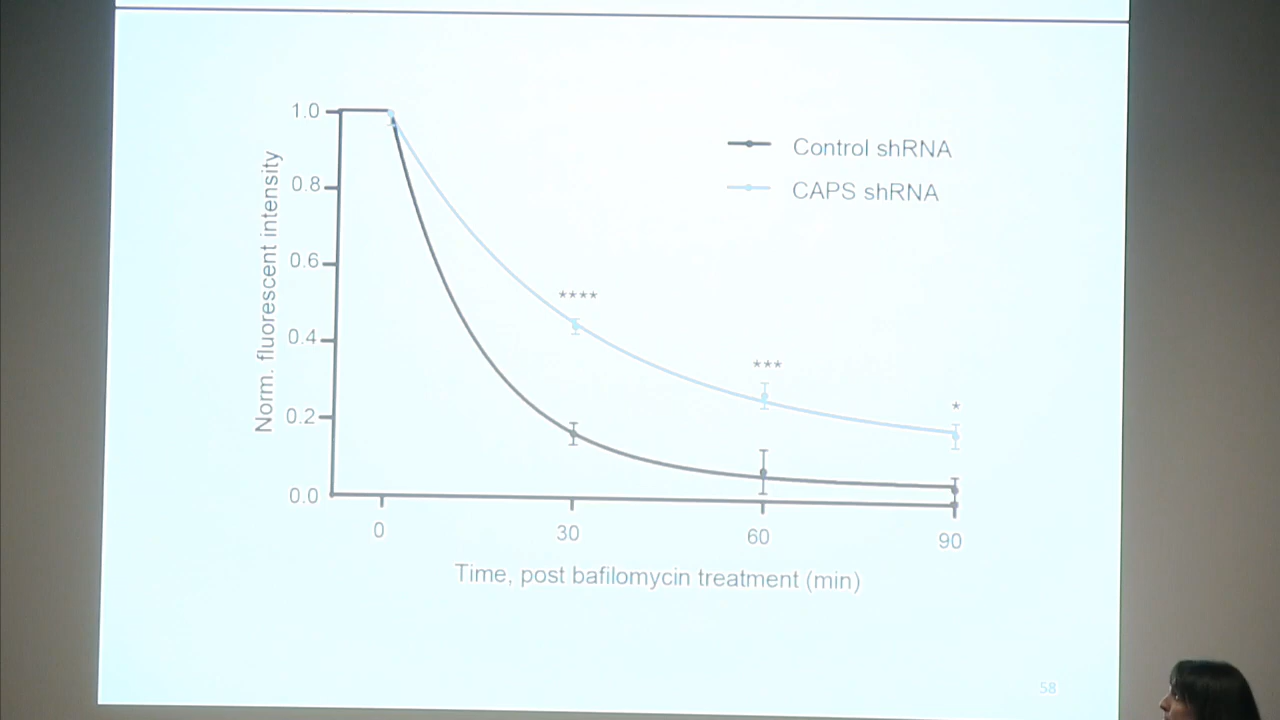 1.0
0.8
0.6
0.4
0.2
0.0
Norm. fluorescent intensity
Control shRNA
CAPS shRNA
****
***
*
0 30 60 90
Time, post bafilomycin treatment (min)
58